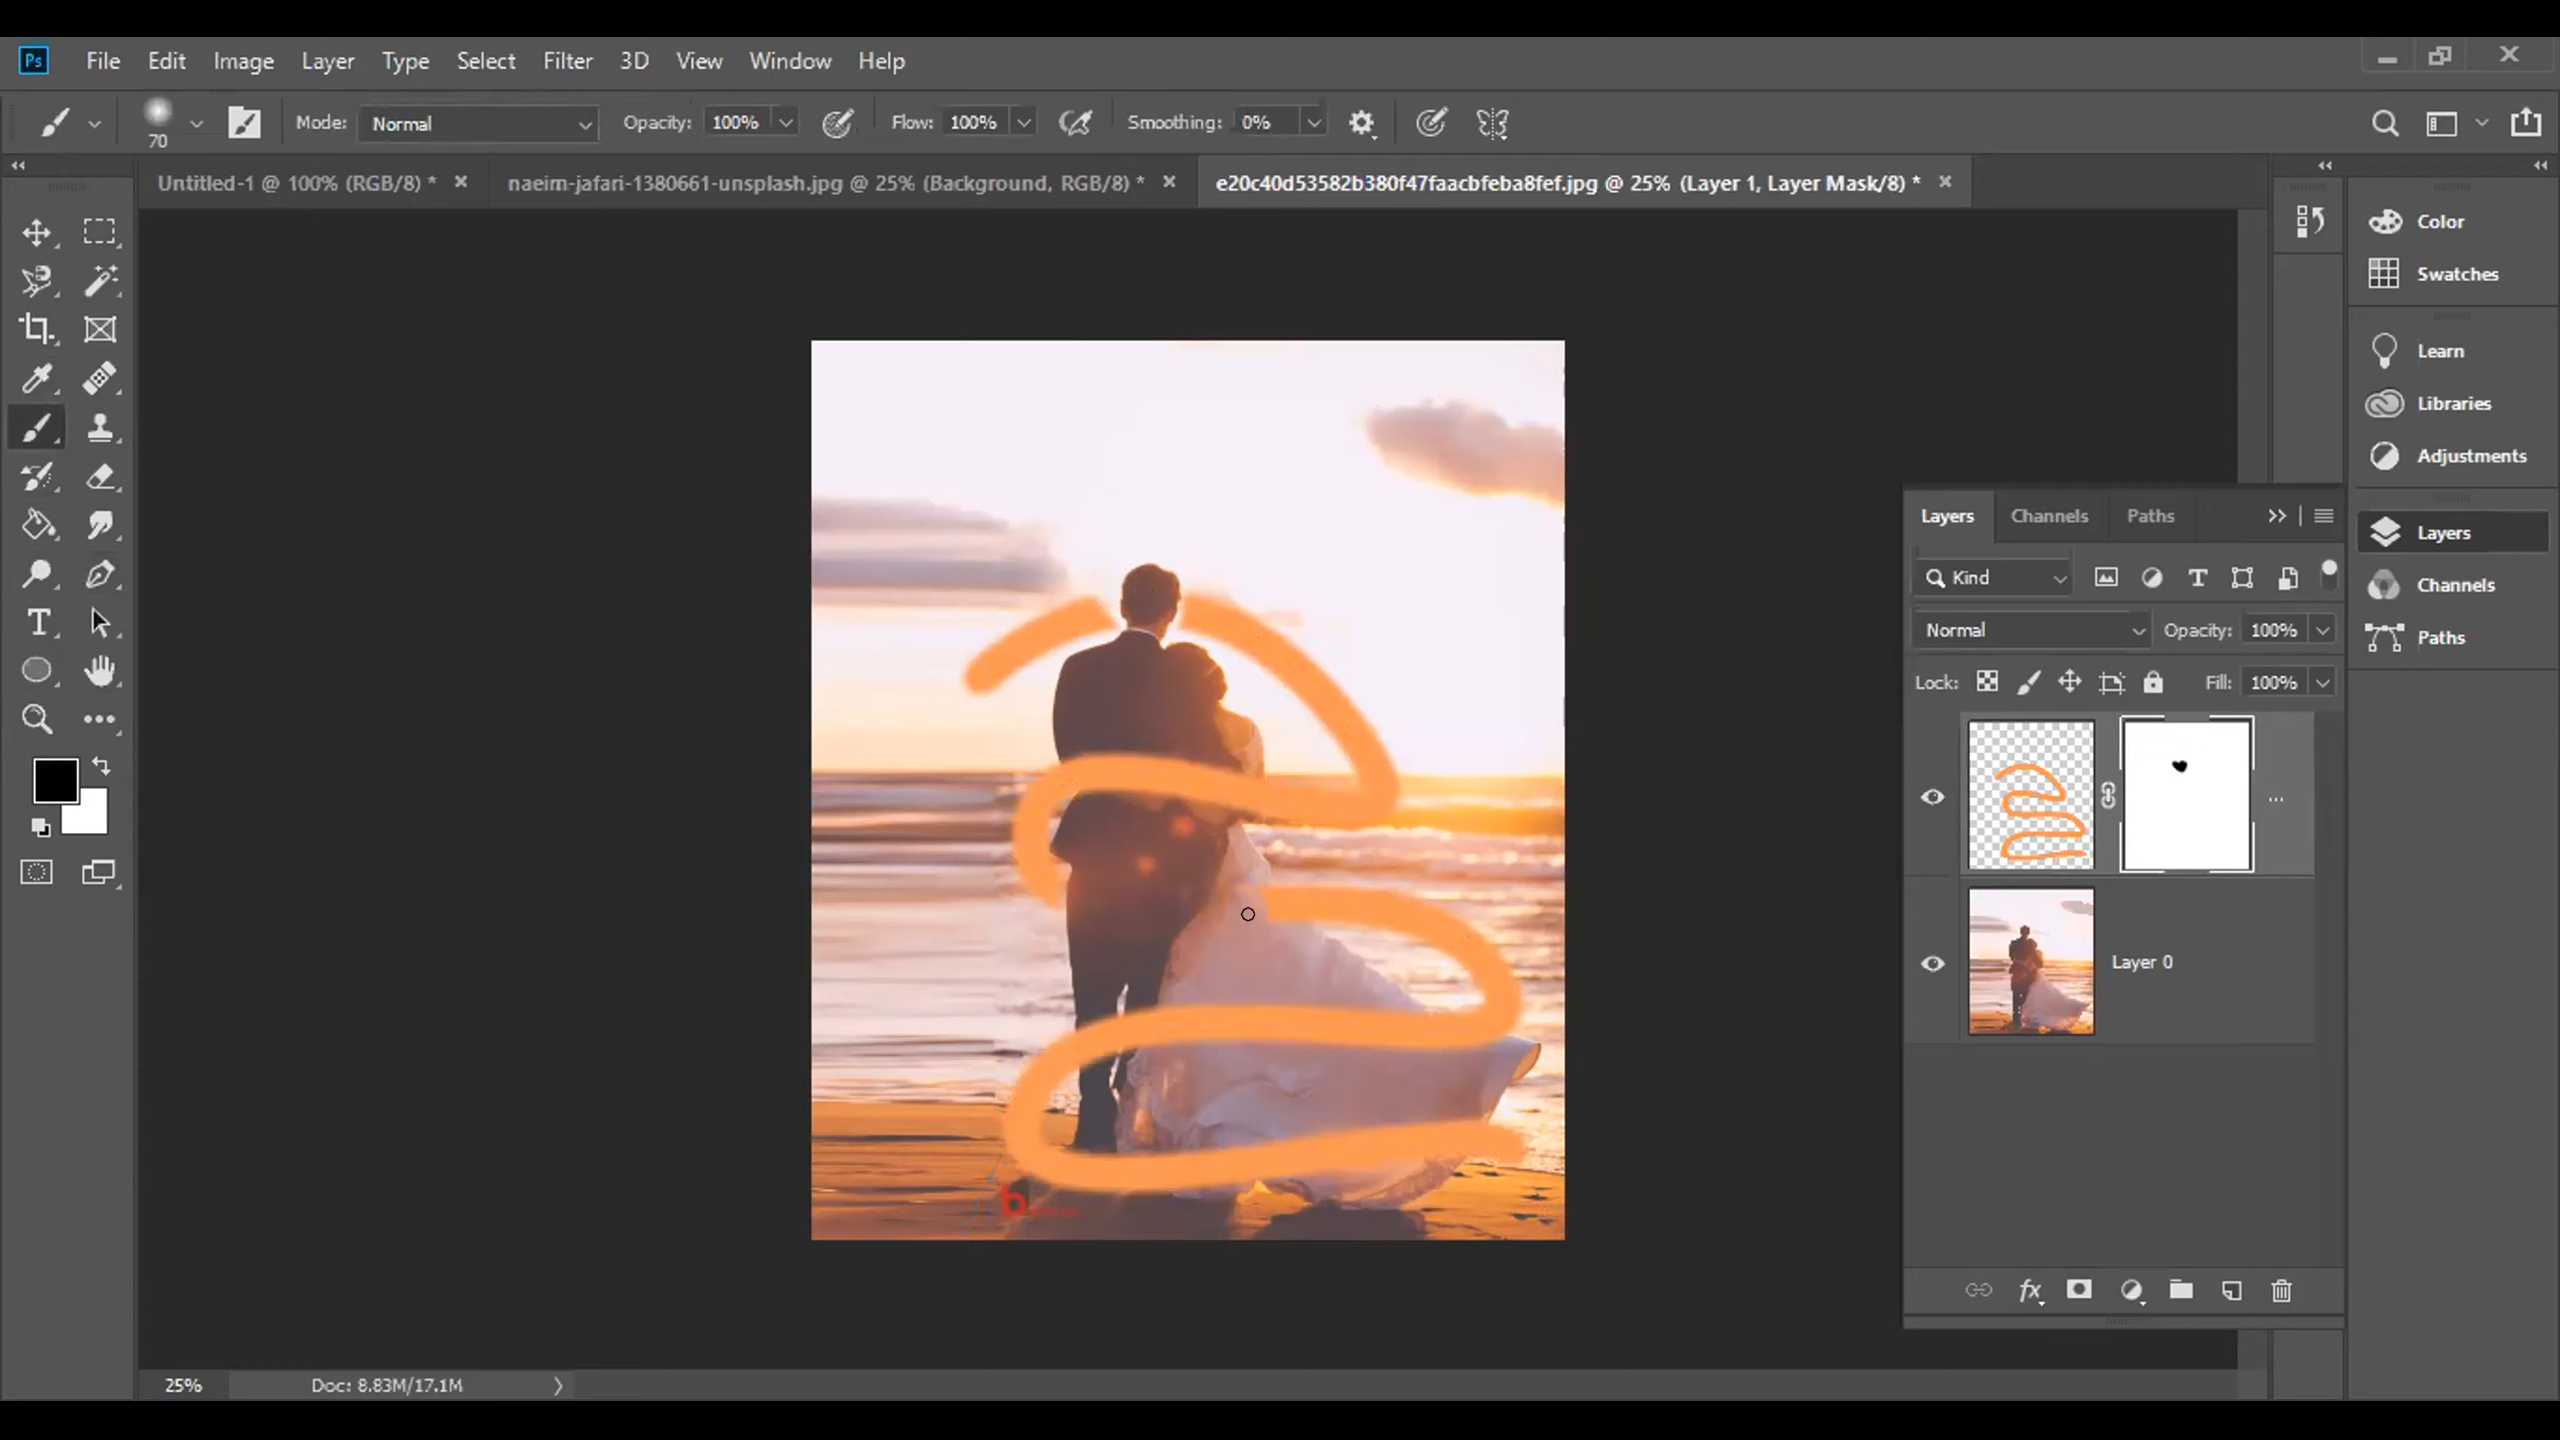 Ps File Edit Image Layer Type Select Filter 3D View Window Help
70 Mode: Normal Opacity: 100% Flow: 100% Smoothing: 0%
Untitled-1 @ 100% (RGB/8) * naeim-jafari-1380661-unsplash.jpg @ 25% (Background, RGB/8) * e20c40d53582b380f47faacbfeba8fef.jpg @ 25% (Layer 1, Layer Mask/8) *
Color
Swatches
Learn
Libraries
Adjustments
Layers
Channels
Paths
Layers Channels Paths
Kind
Normal Opacity: 100%
Lock: Fill: 100%
...
Layer 0
fx
b
25% Doc: 8.83M/17.1M